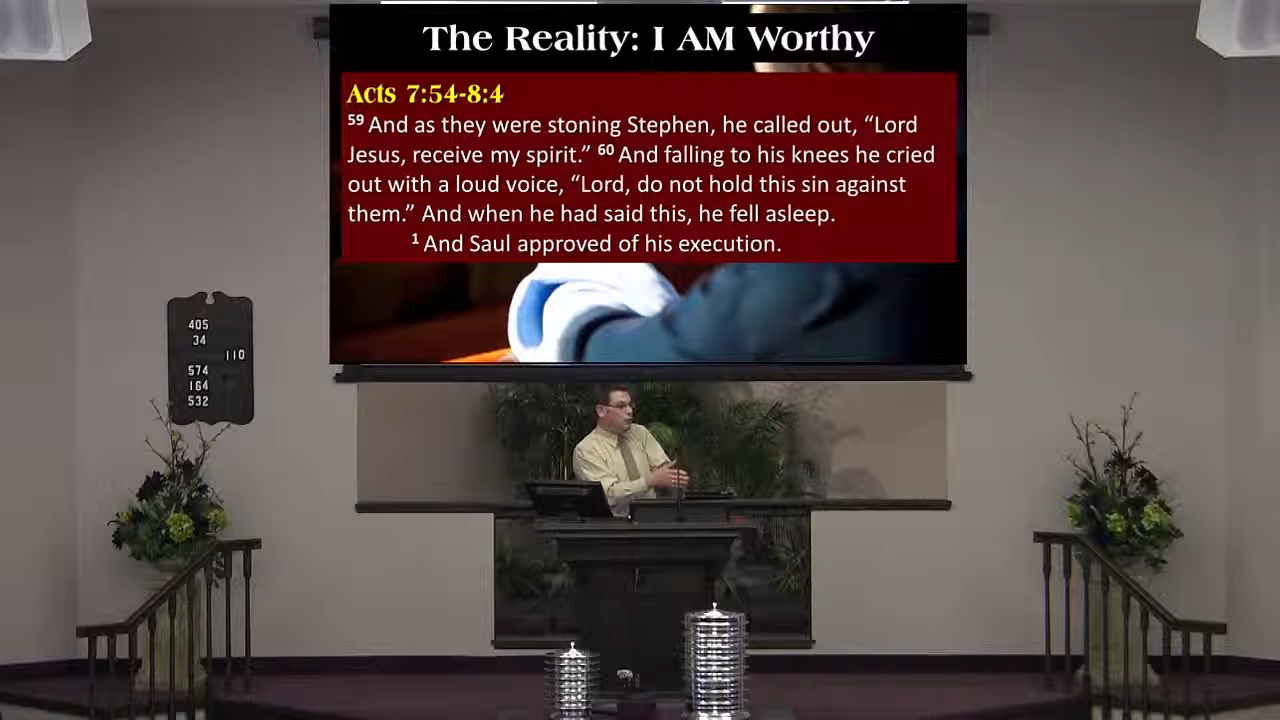 The Reality: I AM Worthy
Acts 7:54-8:4
59 And as they were stoning Stephen, he called out, “Lord
Jesus, receive my spirit.” 60 And falling to his knees he cried
out with a loud voice, “Lord, do not hold this sin against
them.” And when he had said this, he fell asleep.
1 And Saul approved of his execution.
405
34
110
574
164
532